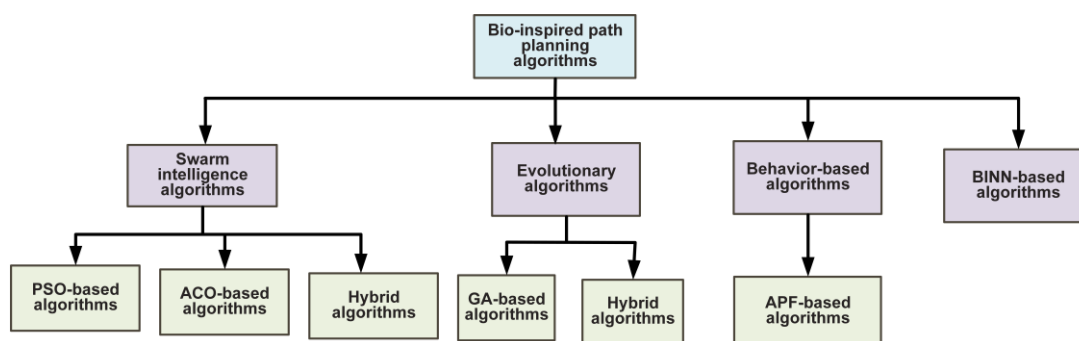 Bio-inspired path
planning
algorithms
Swarm
intelligence
algorithms
Evolutionary
algorithms
Behavior-based
algorithms
BINN-based
algorithms
PSO-based
algorithms
ACO-based
algorithms
Hybrid
algorithms
GA-based
algorithms
Hybrid
algorithms
APF-based
algorithms